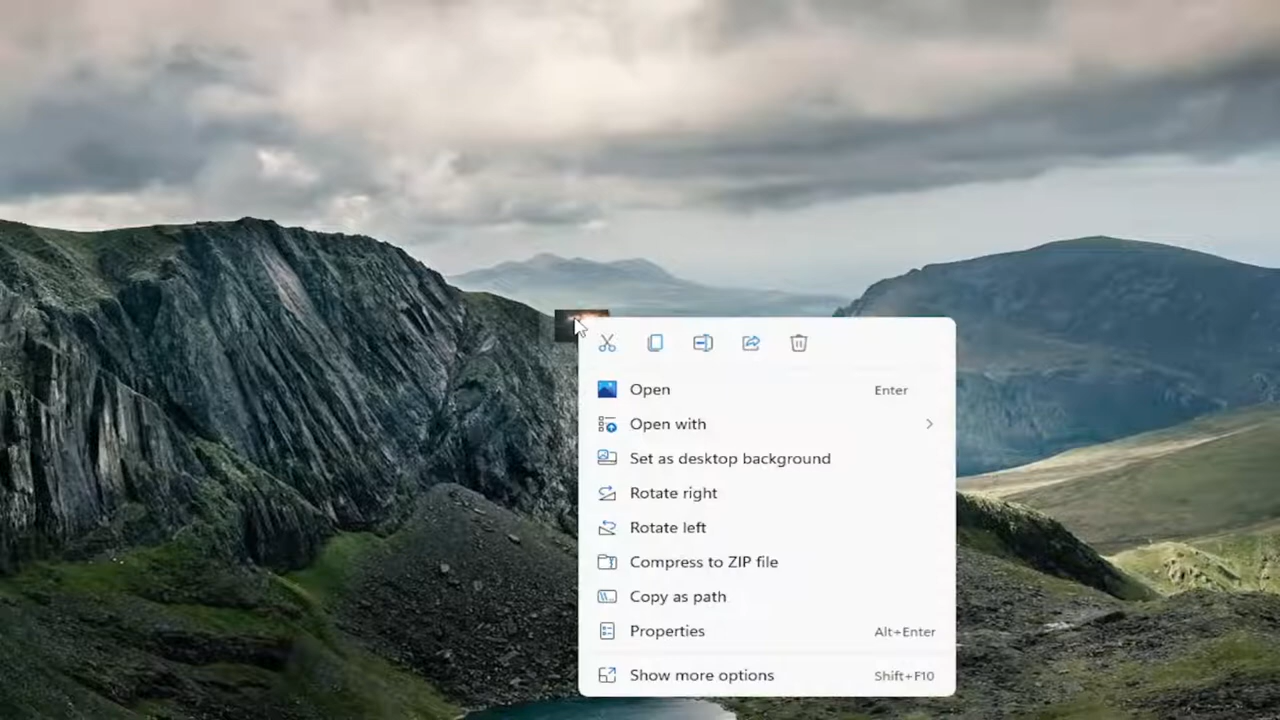 Open Enter
Open with
Set as desktop background
Rotate right
Rotate left
Compress to ZIP file
Copy as path
Properties Alt+Enter
Show more options Shift+F10